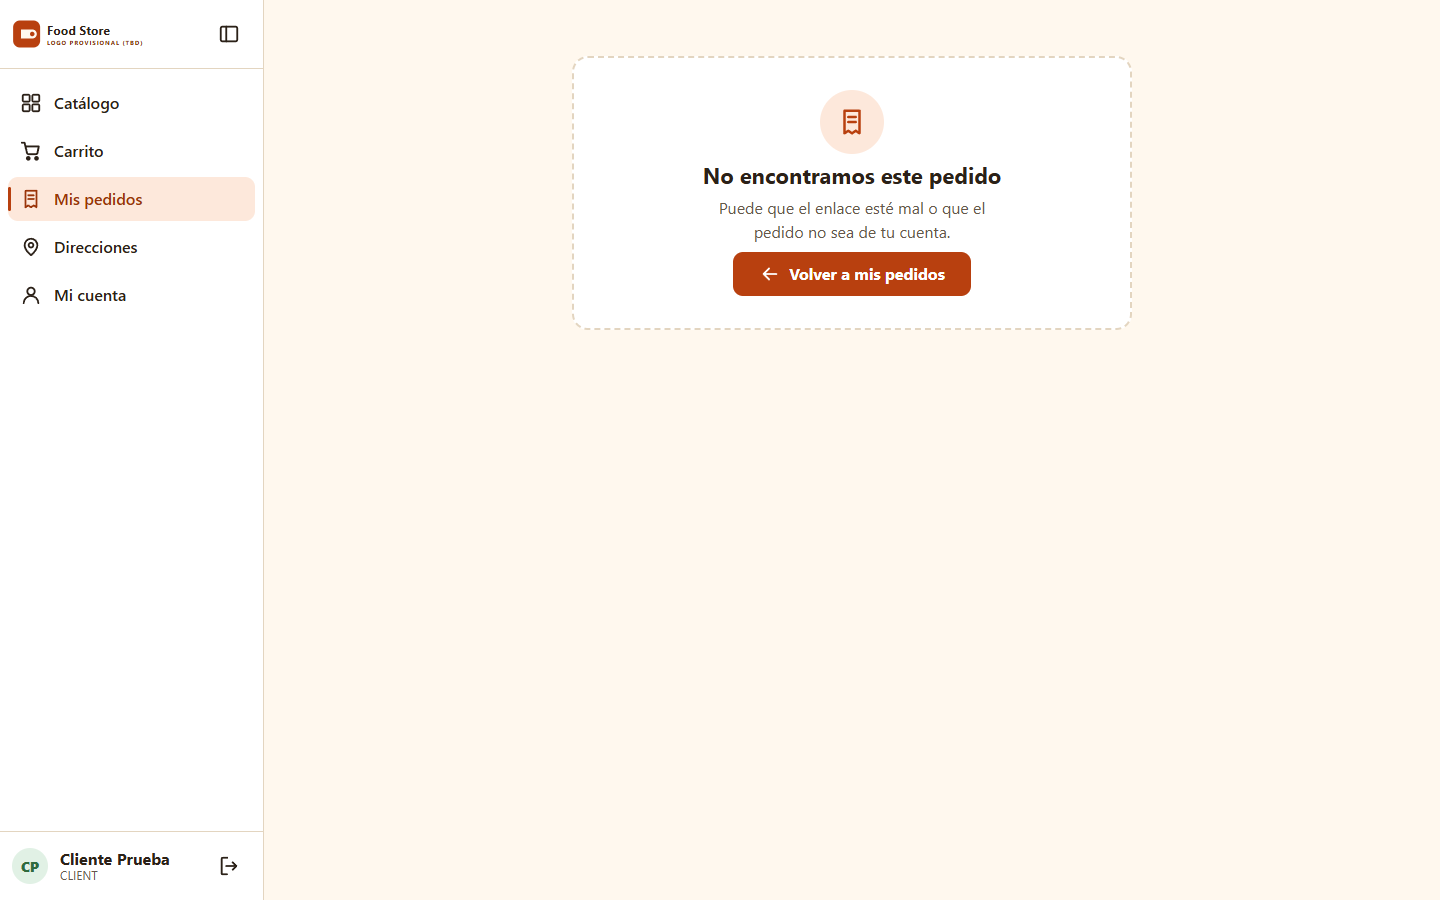 Food Store
LOGO PROVISIONAL (TBD)
Catálogo
Carrito
Mis pedidos
Direcciones
Mi cuenta
No encontramos este pedido
Puede que el enlace esté mal o que el
pedido no sea de tu cuenta.
Volver a mis pedidos
CP
Cliente Prueba
CLIENT